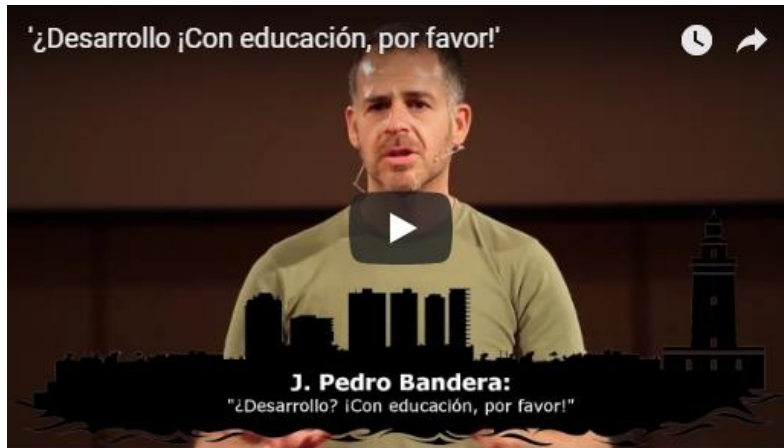 '¿Desarrollo ¡Con educación, por favor!'
J. Pedro Bandera:
"¿Desarrollo? ¡Con educación, por favor!"